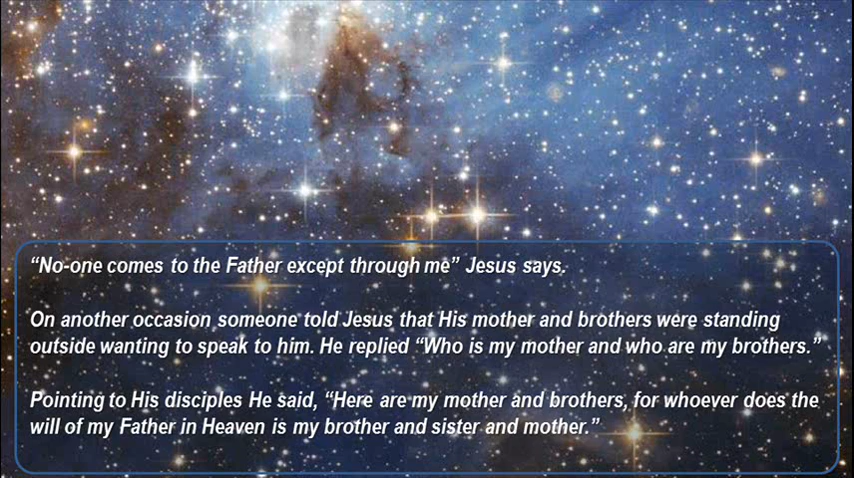 “No-one comes to the Father except through me” Jesus says.
On another occasion someone told Jesus that His mother and brothers were standing
outside wanting to speak to him. He replied “Who is my mother and who are my brothers.”
Pointing to His disciples He said, “Here are my mother and brothers, for whoever does the
will of my Father in Heaven is my brother and sister and mother.”